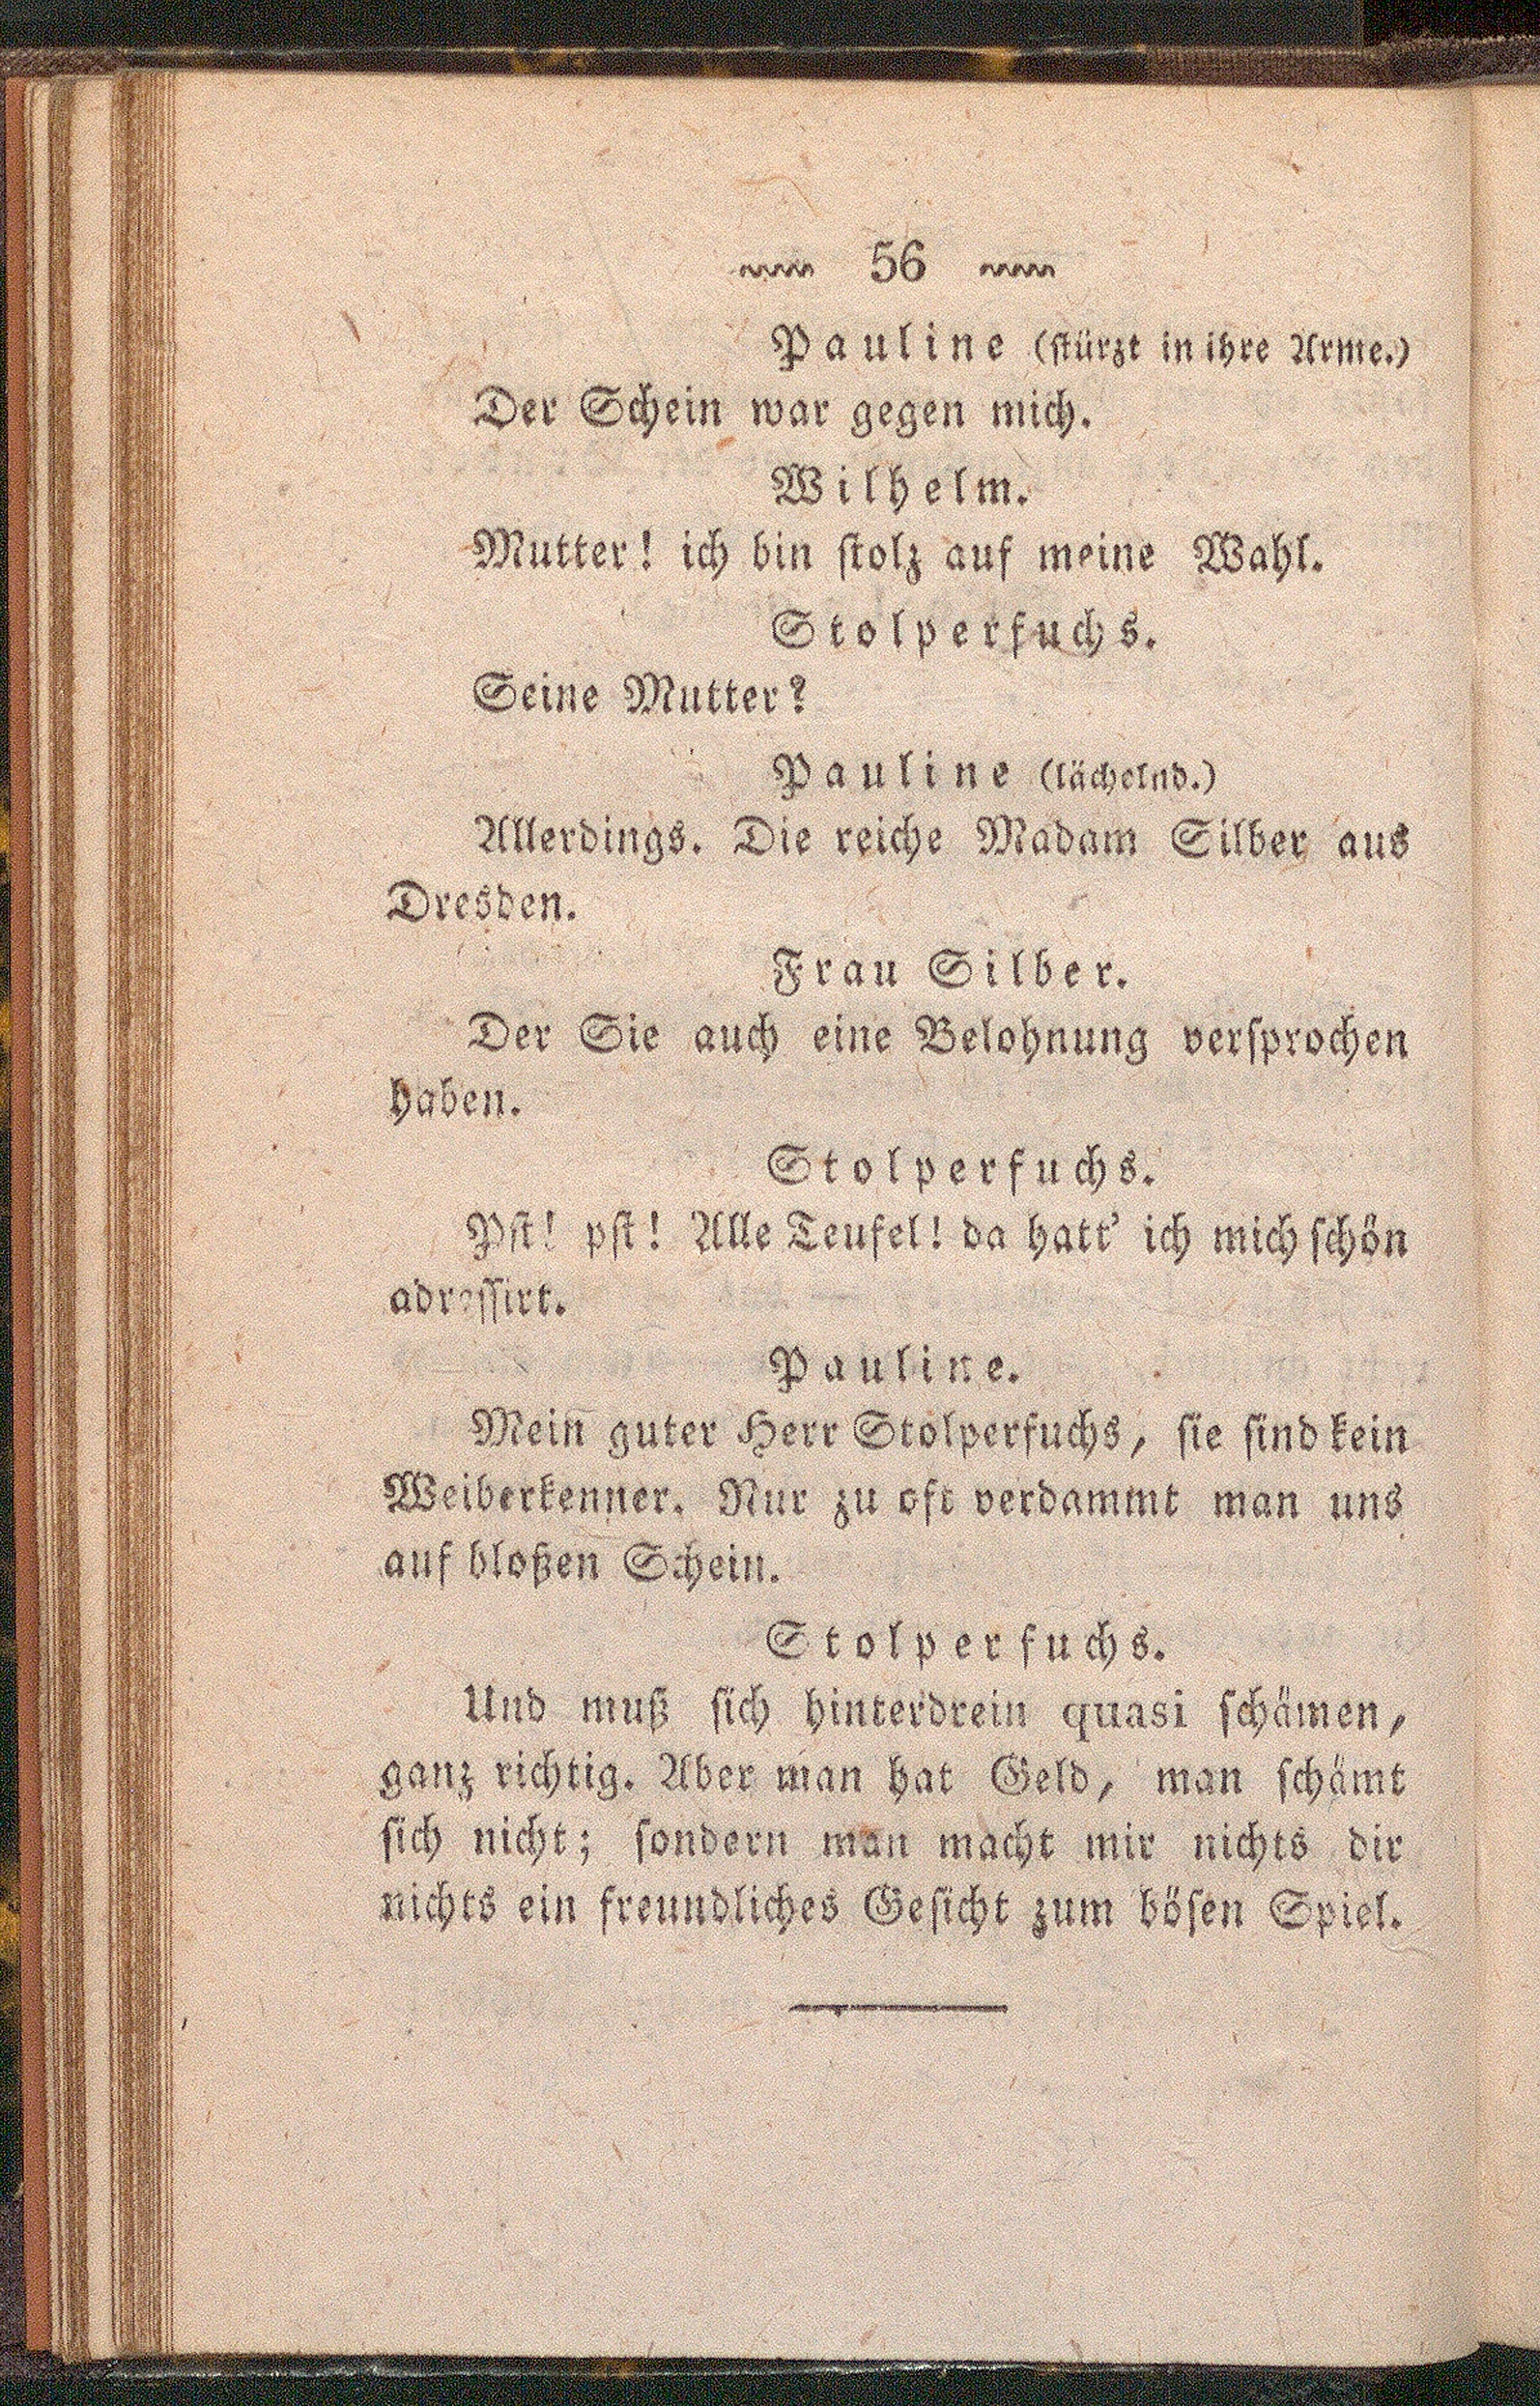 56
Pauline (stürzt in ihre Arme.)
Der Schein war gegen mich.
Wilhelm.
Mutter! ich bin stolz auf meine Wahl.
Stolperfuchs.
Seine Mutter?
Pauline (lächelnd.)
Allerdings. Die reiche Madam Silber aus
Dresden.
Frau Silber.
Der Sie auch eine Belohnung versprochen
haben.
Stolperfuchs.
Pst! pst! Alle Teufel! da hatt' ich mich schön
adressirt.
Pauline.
Mein guter Herr Stolperfuchs, sie sind kein
Weiberkenner. Nur zu oft verdammt man uns
auf bloßen Schein.
Stolperfuchs.
Und muß sich hinterdrein quasi schämen,
ganz richtig. Aber man hat Geld, man schämt
sich nicht; sondern man macht mir nichts dir
nichts ein freundliches Gesicht zum bösen Spiel.